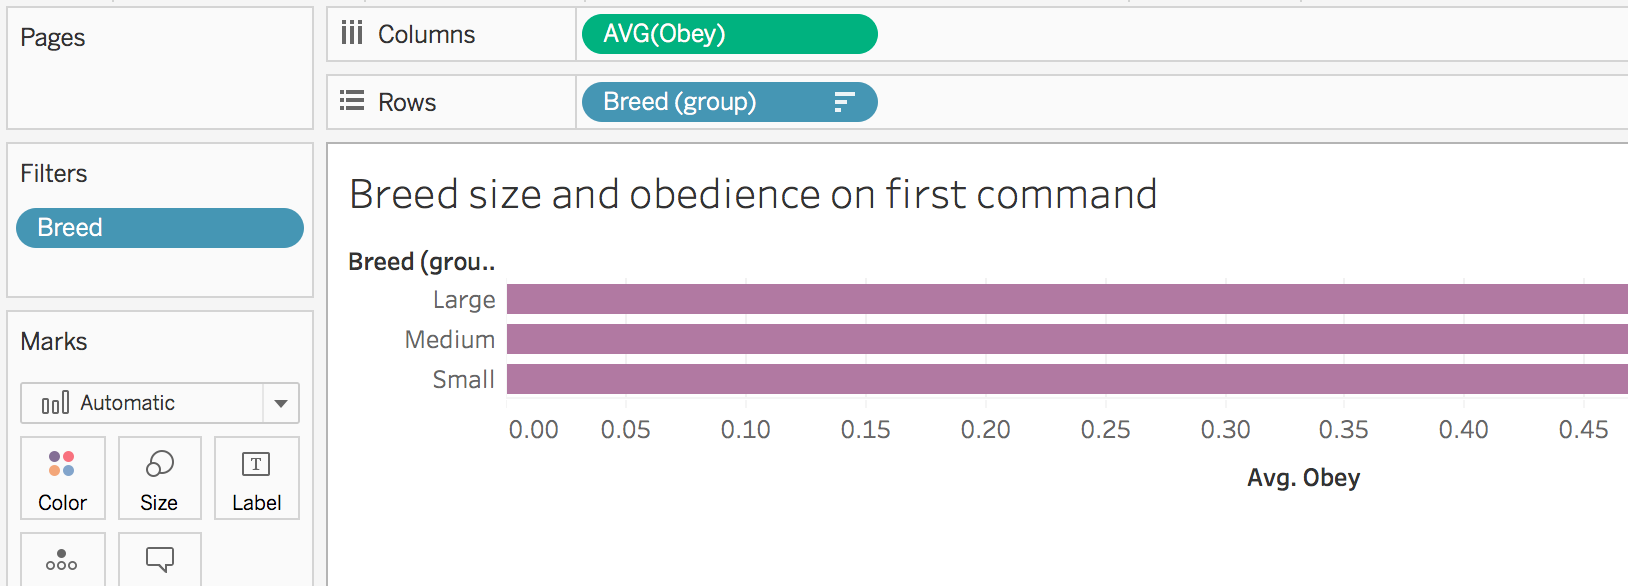 Pages
Columns
AVG(Obey)
Rows
Breed (group)
Filters
Breed
Breed size and obedience on first command
Breed (grou..
Large
Medium
Small
0.00 0.05 0.10 0.15 0.20 0.25 0.30 0.35 0.40 0.45
Avg. Obey
Marks
Automatic
Color Size Label
T